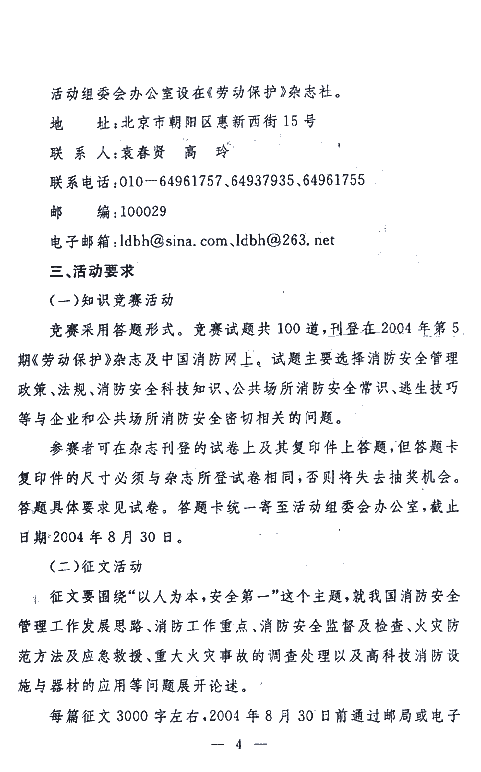 活动组委会办公室设在《劳动保护》杂志社。
地　　址:北京市朝阳区惠新西街15号
联 系 人:袁春贤　高　玲
联系电话:010—64961757、64937935、64961755
邮　　编:100029
电子邮箱:ldbh@sina.com、ldbh@263.net
三、活动要求
(一)知识竞赛活动
竞赛采用答题形式。竞赛试题共100道,刊登在2004年第5
期《劳动保护》杂志及中国消防网上。试题主要选择消防安全管理
政策、法规、消防安全科技知识、公共场所消防安全常识、逃生技巧
等与企业和公共场所消防安全密切相关的问题。
参赛者可在杂志刊登的试卷上及其复印件上答题,但答题卡
复印件的尺寸必须与杂志所登试卷相同,否则将失去抽奖机会。
答题具体要求见试卷。答题卡统一寄至活动组委会办公室,截止
日期2004年8月30日。
(二)征文活动
征文要围绕“以人为本,安全第一”这个主题,就我国消防安全
管理工作发展思路、消防工作重点、消防安全监督及检查、火灾防
范方法及应急救援、重大火灾事故的调查处理以及高科技消防设
施与器材的应用等问题展开论述。
每篇征文3000字左右,2004年8月30日前通过邮局或电子
— 4 —